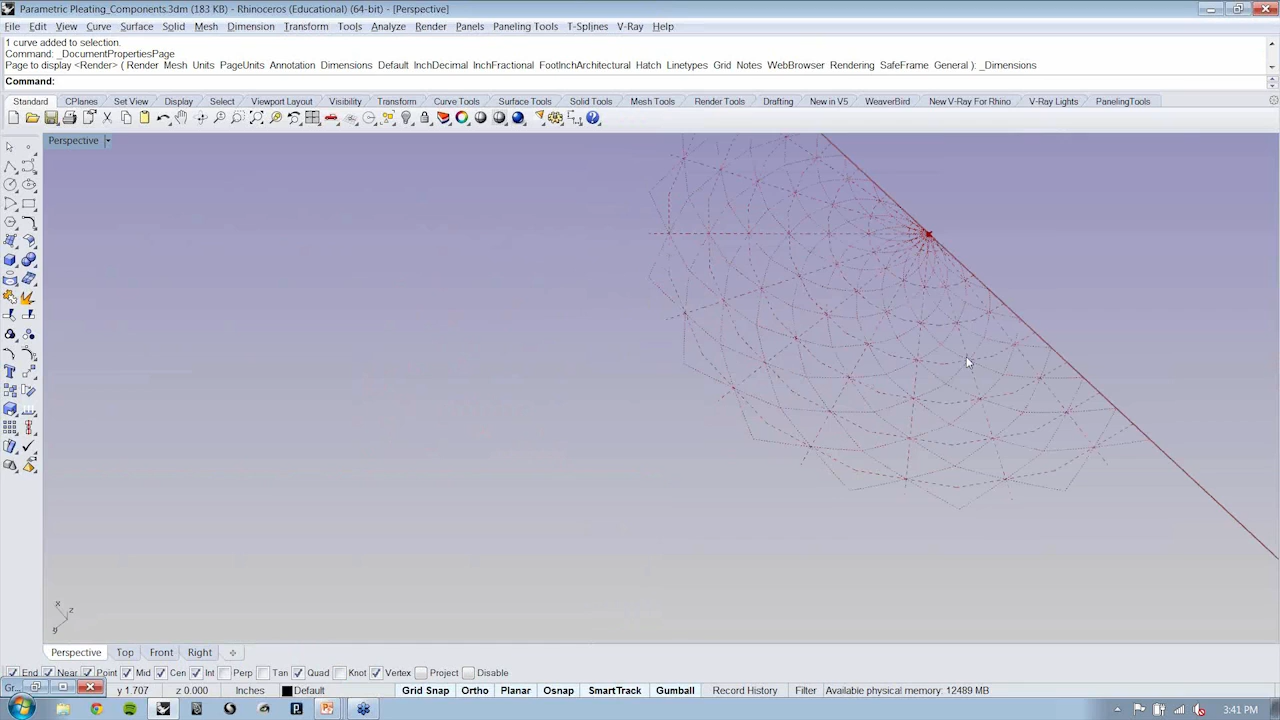 Parametric Pleating_Components.3dm (183 KB) - Rhinoceros (Educational) (64-bit) - [Perspective]
File Edit View Curve Surface Solid Mesh Dimension Transform Tools Analyze Render Panels Paneling Tools T-Splines V-Ray Help
1 curve added to selection.
Command: _DocumentPropertiesPage
Page to display <Render> ( Render Mesh Units PageUnits Annotation Dimensions Default InchDecimal InchFractional FootInchArchitectural Hatch Linetypes Grid Notes WebBrowser Rendering SafeFrame General ): _Dimensions
Command:
Standard CPlanes Set View Display Select Viewport Layout Visibility Transform Curve Tools Surface Tools Solid Tools Mesh Tools Render Tools Drafting New in V5 WeaverBird New V-Ray For Rhino V-Ray Lights PanelingTools
Perspective
x
z
y
Perspective Top Front Right
End Near Point Mid Cen Int Perp Tan Quad Knot Vertex Project Disable
Gr... y 1.707 z 0.000 Inches Default Grid Snap Ortho Planar Osnap SmartTrack Gumball Record History Filter Available physical memory: 12489 MB
3:41 PM